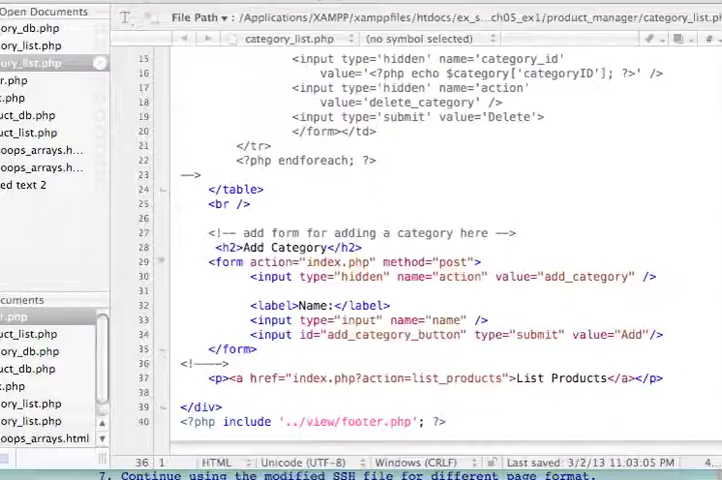 Open Documents
ory_db.php
ory_list.php
ory_list.php
r.php
t.php
uct_db.php
uct_list.php
oops_arrays.h...
oops_arrays.h...
ed text 2
ocuments
r.php
uct_list.php
ory_db.php
uct_db.php
.php
ory_list.php
ory_list.php
oops_arrays.html
File Path ▾ : /Applications/XAMPP/xamppfiles/htdocs/ex_s...ch05_ex1/product_manager/category_list.ph
category_list.php (no symbol selected)
15 <input type='hidden' name='category_id'
16 value='<?php echo $category['categoryID']; ?>' />
17 <input type='hidden' name='action'
18 value='delete_category' />
19 <input type='submit' value='Delete'>
20 </form></td>
21 </tr>
22 <?php endforeach; ?>
23 -->
24 </table>
25 <br />
26
27 <!-- add form for adding a category here -->
28 <h2>Add Category</h2>
29 <form action="index.php" method="post">
30 <input type="hidden" name="action" value="add_category" />
31
32 <label>Name:</label>
33 <input type="input" name="name" />
34 <input id="add_category_button" type="submit" value="Add"/>
35 </form>
36 <!---->
37 <p><a href="index.php?action=list_products">List Products</a></p>
38
39 </div>
40 <?php include '../view/footer.php'; ?>
36 1 HTML Unicode (UTF-8) Windows (CRLF) Last saved: 3/2/13 11:03:05 PM 4...
7. Continue using the modified SSH file for different page format.